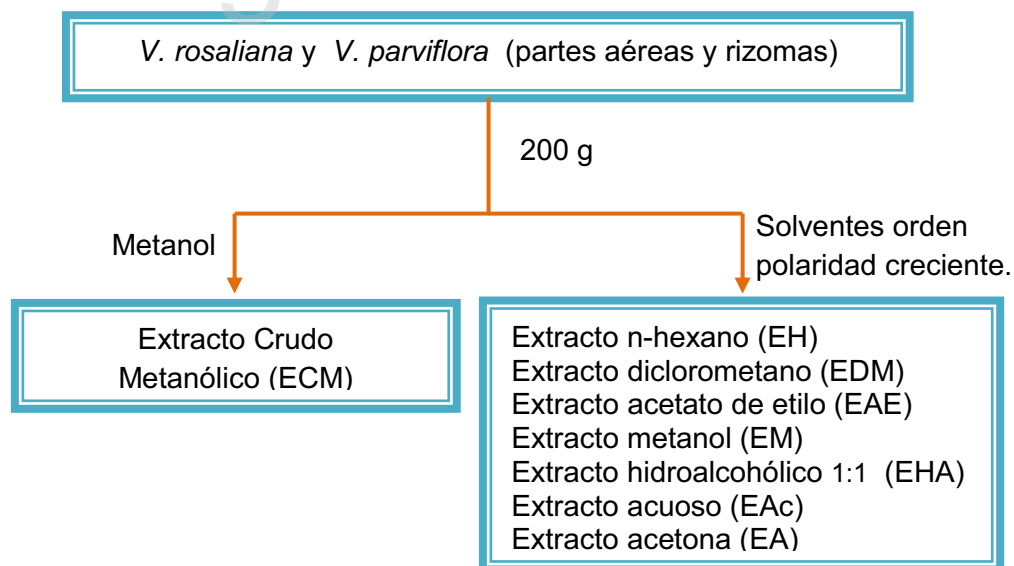 V. rosaliana y V. parviflora (partes aéreas y rizomas)
200 g
Metanol
Solventes orden
polaridad creciente.
Extracto Crudo
Metanólico (ECM)
Extracto n-hexano (EH)
Extracto diclorometano (EDM)
Extracto acetato de etilo (EAE)
Extracto metanol (EM)
Extracto hidroalcohólico 1:1 (EHA)
Extracto acuoso (EAc)
Extracto acetona (EA)